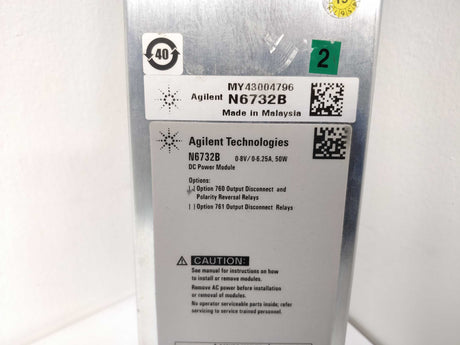 40
2
MY43004796
Agilent N6732B
Made in Malaysia
Agilent Technologies
N6732B 0-8V/0-6.25A, 50W
DC Power Module
Options:
[ ] Option 760 Output Disconnect and
Polarity Reversal Relays
[ ] Option 761 Output Disconnect Relays
CAUTION:
See manual for instructions on how
to install or remove modules.
Remove AC power before installation
or removal of modules.
No operator serviceable parts inside; refer
servicing to service trained personnel.